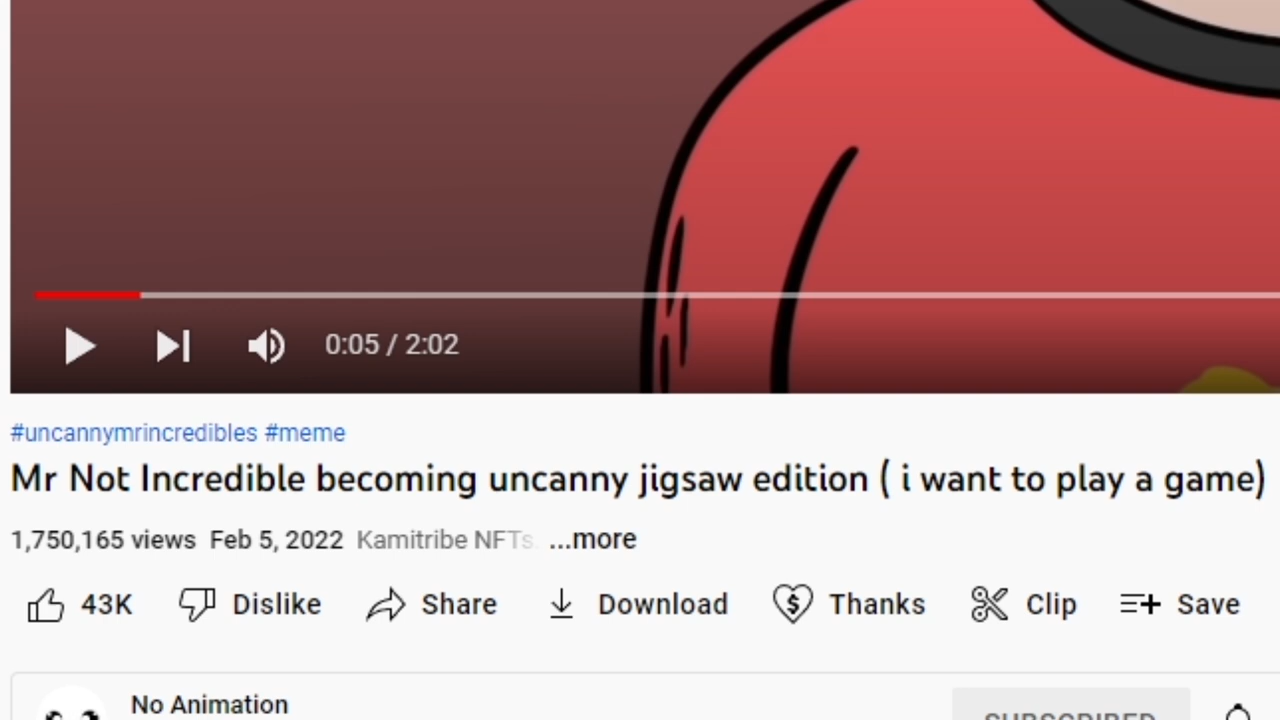 0:05 / 2:02
#uncannymrincredibles #meme
Mr Not Incredible becoming uncanny jigsaw edition ( i want to play a game)
1,750,165 views Feb 5, 2022 Kamitribe NFTs ...more
43K Dislike Share Download Thanks Clip Save
No Animation
SUBSCRIBED